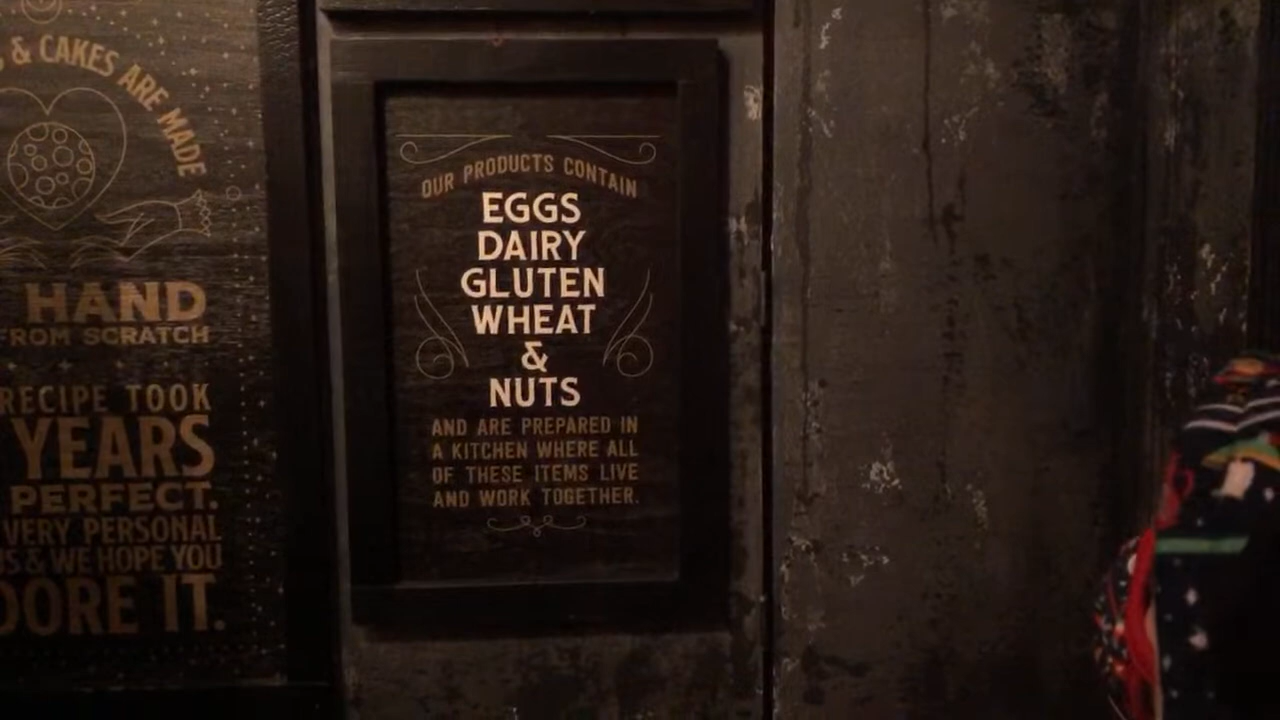 & CAKES ARE MADE
HAND
FROM SCRATCH
RECIPE TOOK
YEARS
PERFECT.
VERY PERSONAL
& WE HOPE YOU
IT.
OUR PRODUCTS CONTAIN
EGGS
DAIRY
GLUTEN
WHEAT
&
NUTS
AND ARE PREPARED IN
A KITCHEN WHERE ALL
OF THESE ITEMS LIVE
AND WORK TOGETHER.